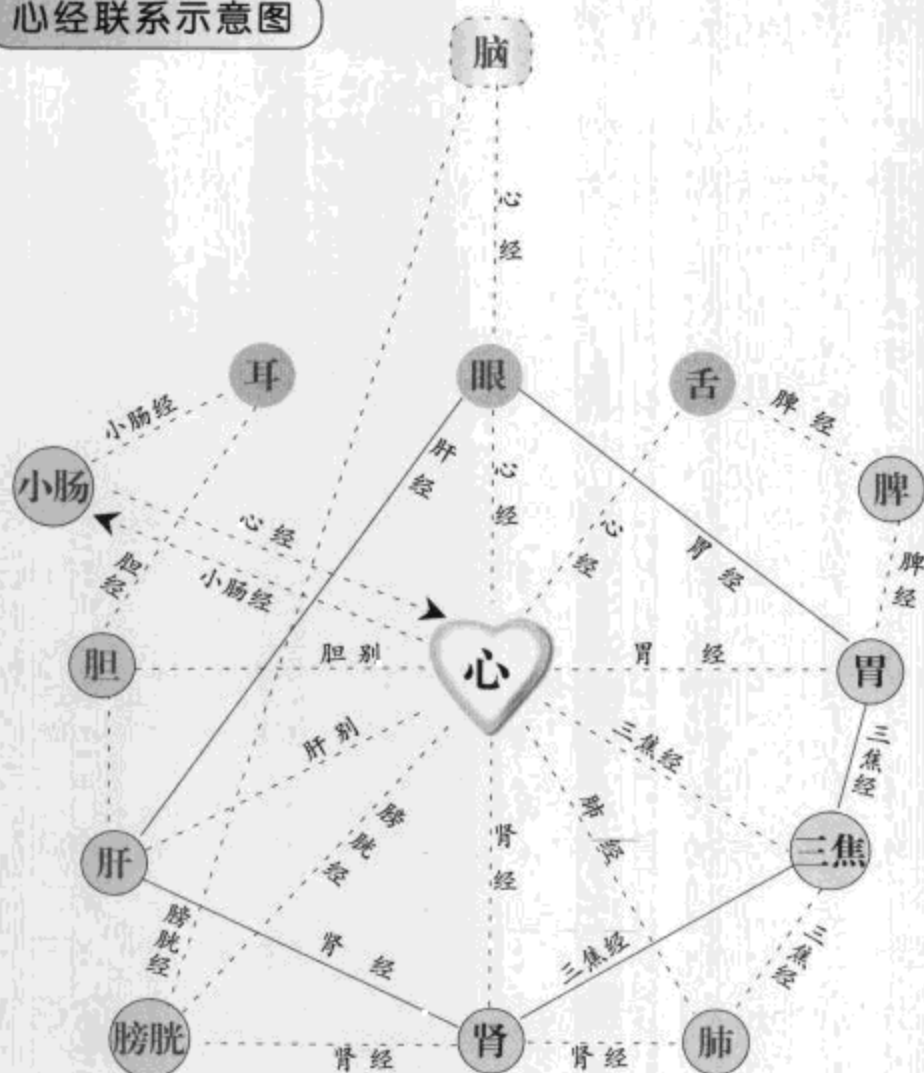 心经联系示意图
脑
心经
耳
眼
舌
小肠经
肝经
心经
脾经
小肠
心经
脾
心经
小肠经
胆经
胃经
脾经
胆
胆别
心
胃经
胃
肝别
三焦经
三焦经
膀胱经
肾经
肺经
肝
三焦
膀胱经
肾经
三焦经
三焦经
膀胱
肾经
肾
肾经
肺